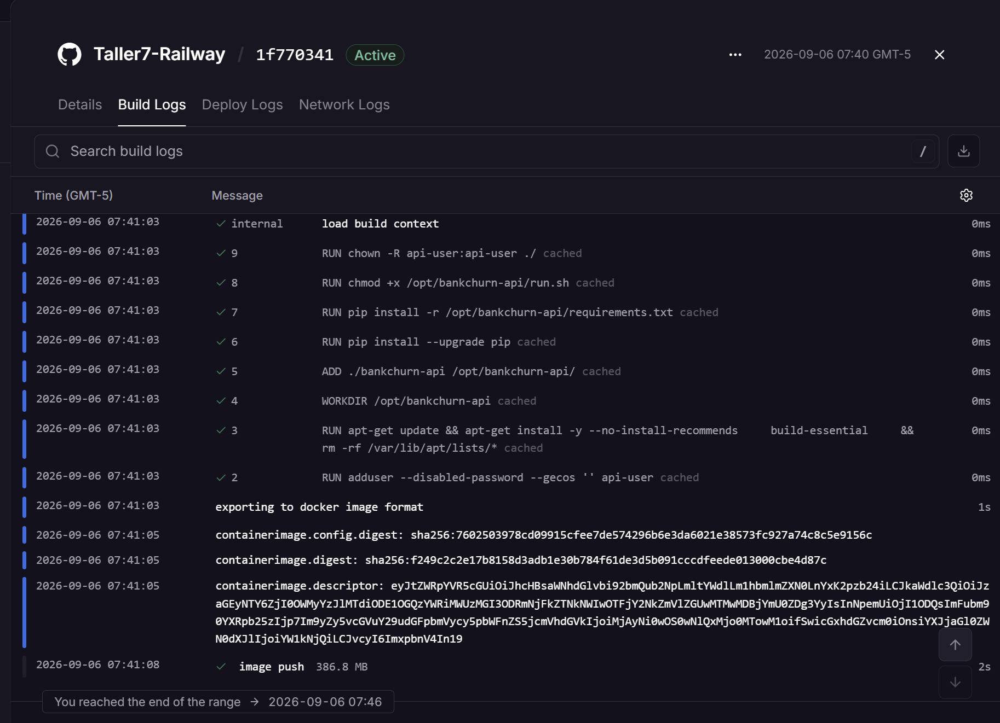 Taller7-Railway / 1f770341 Active ••• 2026-09-06 07:40 GMT-5
Details Build Logs Deploy Logs Network Logs
Search build logs /
Time (GMT-5) Message
2026-09-06 07:41:03 internal load build context 0ms
2026-09-06 07:41:03 9 RUN chown -R api-user:api-user ./ cached 0ms
2026-09-06 07:41:03 8 RUN chmod +x /opt/bankchurn-api/run.sh cached 0ms
2026-09-06 07:41:03 7 RUN pip install -r /opt/bankchurn-api/requirements.txt cached 0ms
2026-09-06 07:41:03 6 RUN pip install --upgrade pip cached 0ms
2026-09-06 07:41:03 5 ADD ./bankchurn-api /opt/bankchurn-api/ cached 0ms
2026-09-06 07:41:03 4 WORKDIR /opt/bankchurn-api cached 0ms
2026-09-06 07:41:03 3 RUN apt-get update && apt-get install -y --no-install-recommends build-essential && 0ms
rm -rf /var/lib/apt/lists/* cached
2026-09-06 07:41:03 2 RUN adduser --disabled-password --gecos '' api-user cached 0ms
2026-09-06 07:41:03 exporting to docker image format 1s
2026-09-06 07:41:05 containerimage.config.digest: sha256:7602503978cd09915cfee7de574296b6e3da6021e38573fc927a74c8c5e9156c
2026-09-06 07:41:05 containerimage.digest: sha256:f249c2c2e17b8158d3adb1e30b784f61de3d5b091cccdfeede013000cbe4d87c
2026-09-06 07:41:05 containerimage.descriptor: eyJtZWRpYVR5cGUiOiJhcHBsaWNhdGlvbi92bmQub2NpLmltYWdlLm1hbmlmZXN0LnYxK2pzb24iLCJkaWdlc3QiOiJz
aGEyNTY6ZjI0OWMyYzJlMTdiODE1OGQzYWRiMWUzMGI3ODRmNjFkZTNkNWIwOTFjY2NkZmVlZGUwMTMwMDBjYmU0ZDg3YyIsInNpemUiOjI1ODQsImFubm9
0YXRpb25zIjp7Im9yZy5vcGVuY29udGFpbmVycy5pbWFnZS5jcmVhdGVkIjoiMjAyNi0wOS0wNlQxMjo0MTowM1oifSwicGxhdGZvcm0iOnsiYXJjaGl0ZW
N0dXJlIjoiYW1kNjQiLCJvcyI6ImxpbnV4In19
2026-09-06 07:41:08 image push 386.8 MB 2s
You reached the end of the range → 2026-09-06 07:46